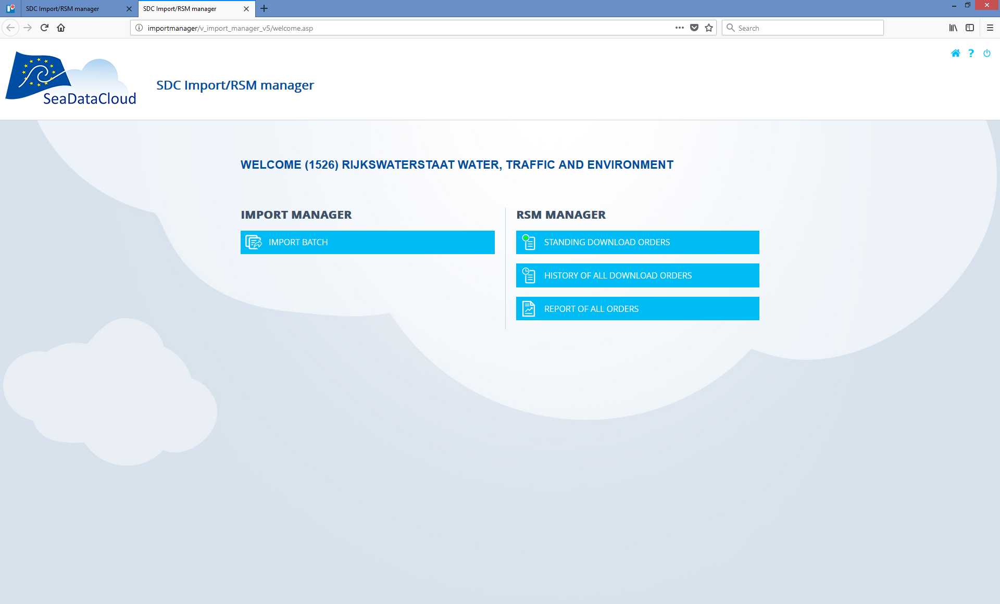 SDC Import/RSM manager
SDC Import/RSM manager
importmanager/v_import_manager_v5/welcome.asp
Search
SeaDataCloud
SDC Import/RSM manager
WELCOME (1526) RIJKSWATERSTAAT WATER, TRAFFIC AND ENVIRONMENT
IMPORT MANAGER
IMPORT BATCH
RSM MANAGER
STANDING DOWNLOAD ORDERS
HISTORY OF ALL DOWNLOAD ORDERS
REPORT OF ALL ORDERS